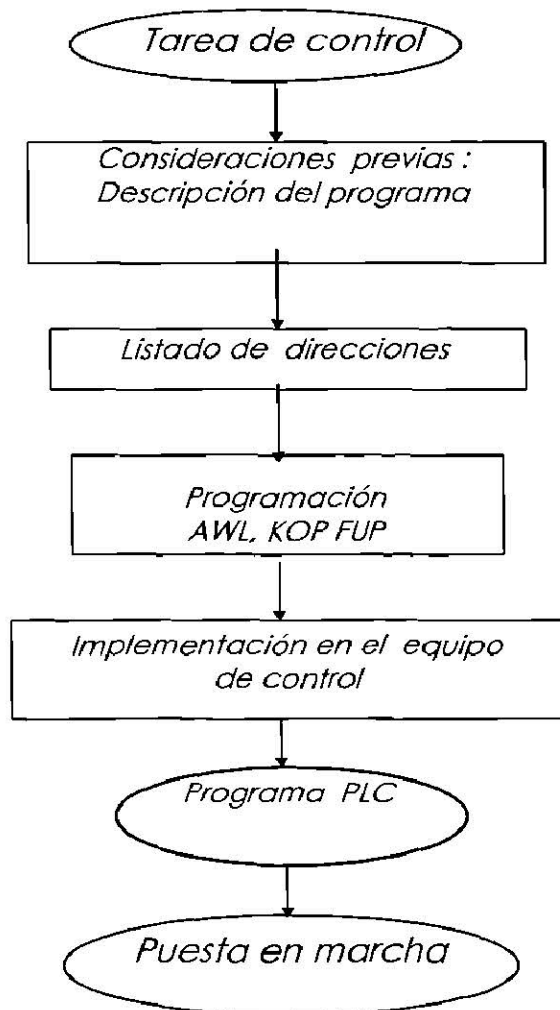 Tarea de control
Consideraciones previas :
Descripción del programa
Listado de direcciones
Programación
AWL, KOP FUP
Implementación en el equipo
de control
Programa PLC
Puesta en marcha